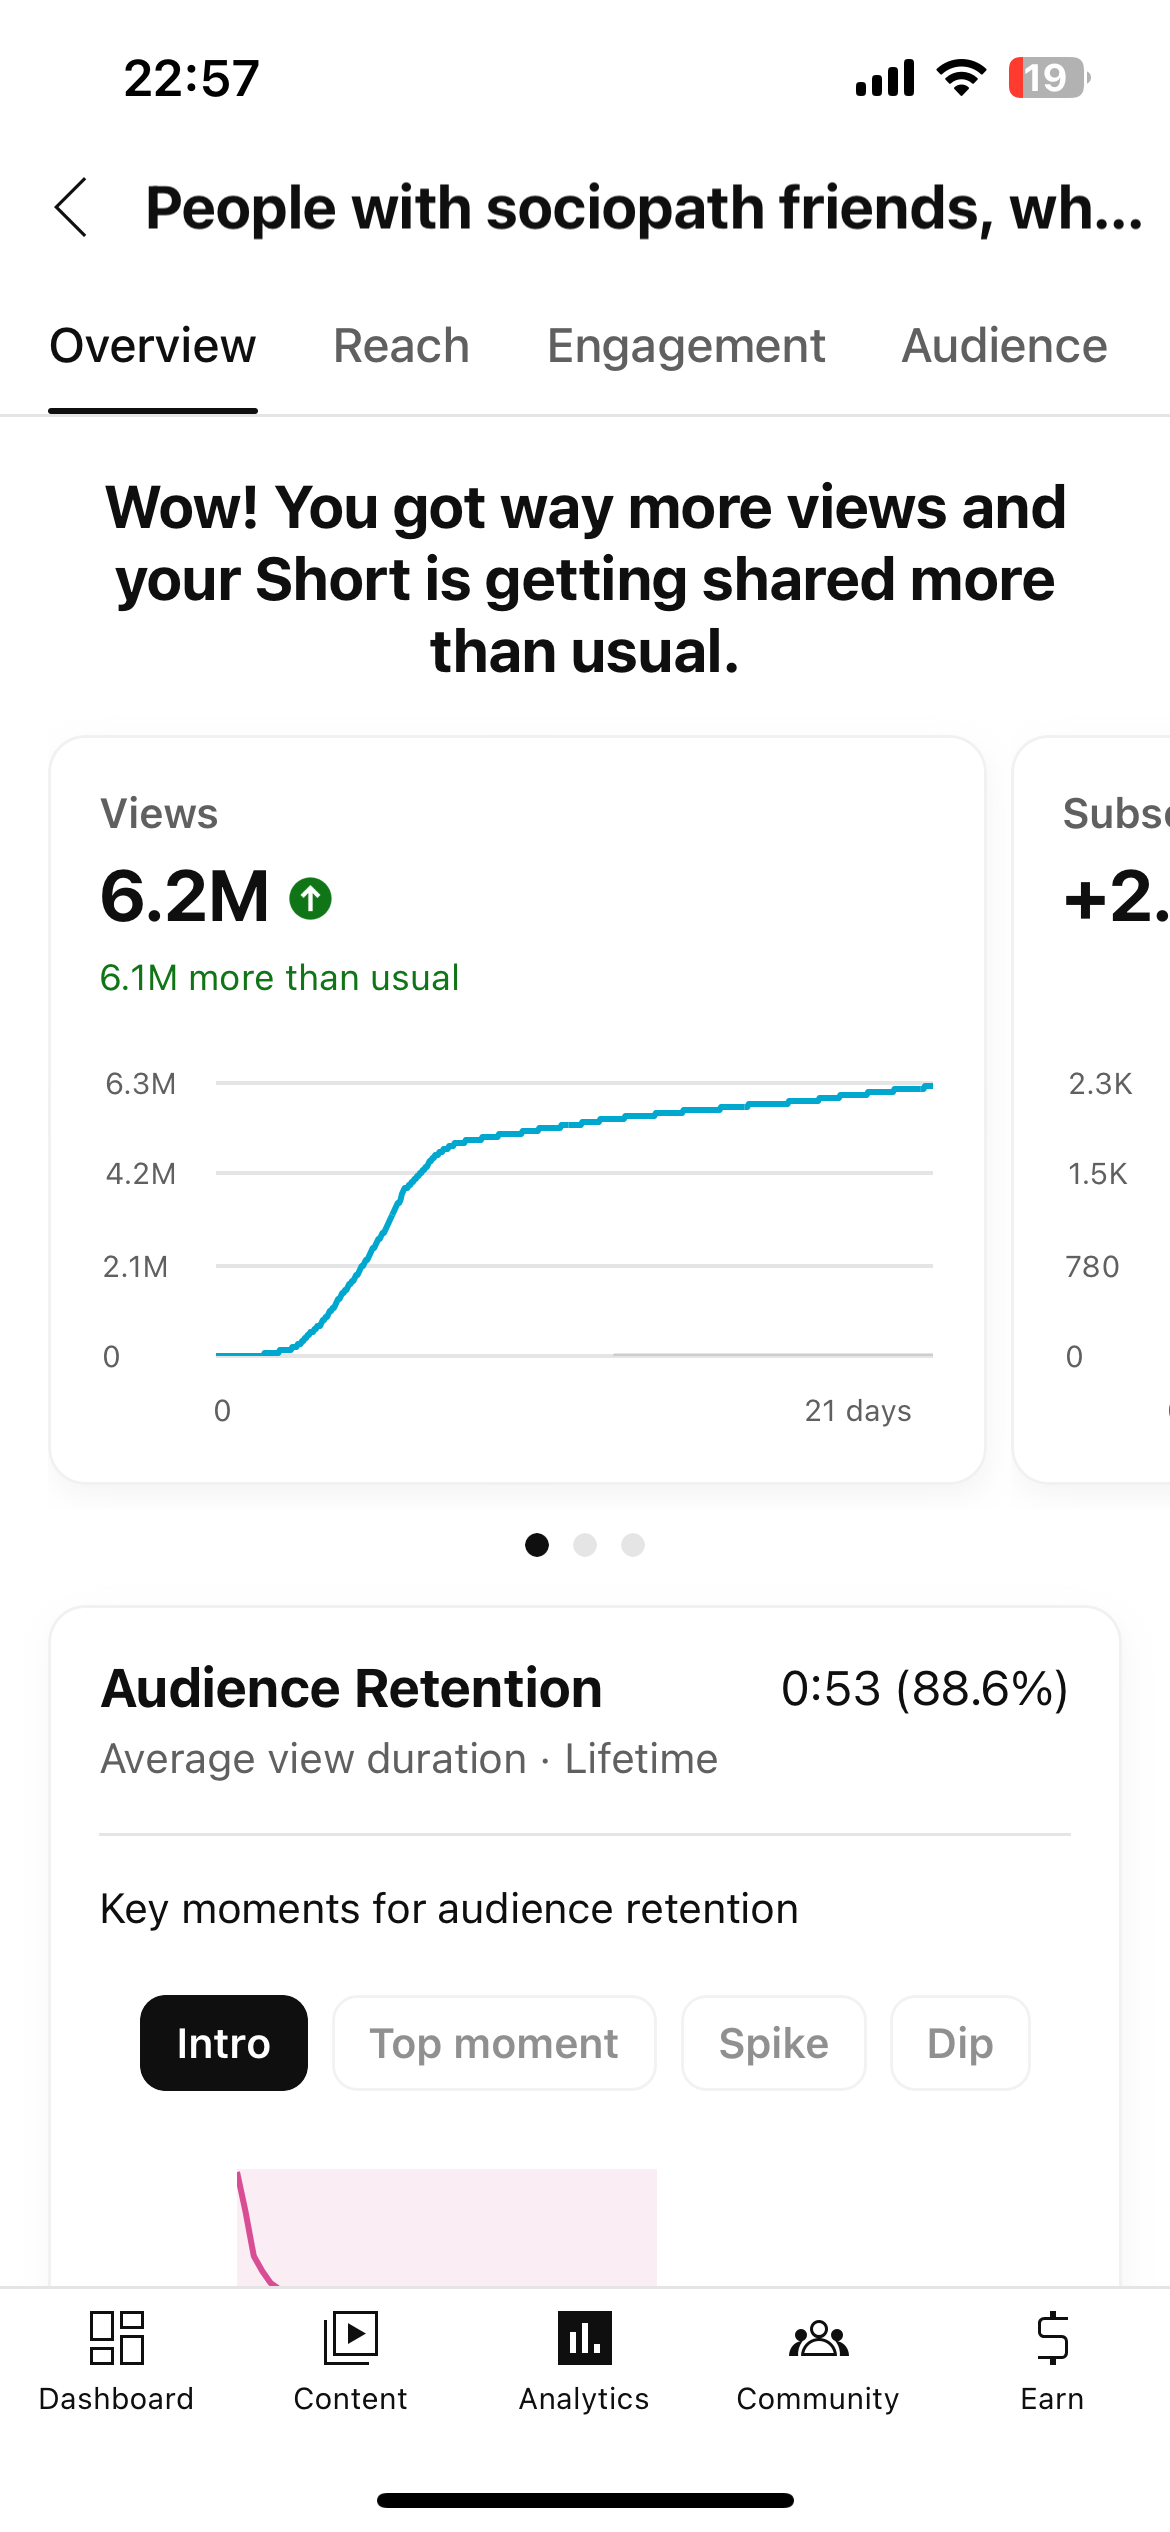 22:57
19
People with sociopath friends, wh...
Overview
Reach
Engagement
Audience
Wow! You got way more views and
your Short is getting shared more
than usual.
Views
6.2M
6.1M more than usual
6.3M
4.2M
2.1M
0
0
21 days
Subsc
+2.
2.3K
1.5K
780
0
Audience Retention
0:53 (88.6%)
Average view duration · Lifetime
Key moments for audience retention
Intro
Top moment
Spike
Dip
Dashboard
Content
Analytics
Community
Earn